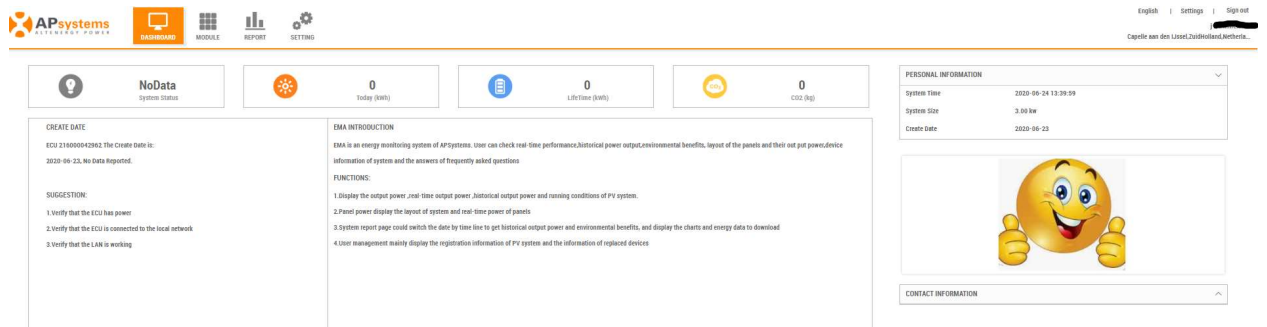 English | Settings | Sign out
APsystems
ALTENERGY POWER
DASHBOARD
MODULE
REPORT
SETTING
Capelle aan den IJssel,ZuidHolland,Netherla...
NoData
System Status
0
Today (kWh)
0
LifeTime (kWh)
CO2
0
CO2 (kg)
PERSONAL INFORMATION
System Time 2020-06-24 13:39:59
System Size 3.00 kw
Create Date 2020-06-23
CREATE DATE
ECU 216000042962 The Create Date is:
2020-06-23, No Data Reported.
SUGGESTION:
1.Verify that the ECU has power
2.Verify that the ECU is connected to the local network
3.Verify that the LAN is working
EMA INTRODUCTION
EMA is an energy monitoring system of APSystems. User can check real-time performance,historical power output,environmental benefits, layout of the panels and their out put power,device
information of system and the answers of frequently asked questions
FUNCTIONS:
1.Display the output power ,real-time output power ,historical output power and running conditions of PV system.
2.Panel power display the layout of system and real-time power of panels
3.System report page could switch the date by time line to get historical output power and environmental benefits, and display the charts and energy data to download
4.User management mainly display the registration information of PV system and the information of replaced devices
CONTACT INFORMATION